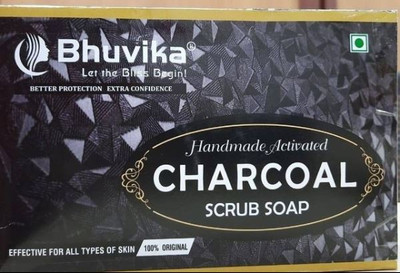 Bhuvika®
Let the Bliss Begin!
BETTER PROTECTION EXTRA CONFIDENCE
Handmade Activated
CHARCOAL
SCRUB SOAP
EFFECTIVE FOR ALL TYPES OF SKIN
100% ORIGINAL